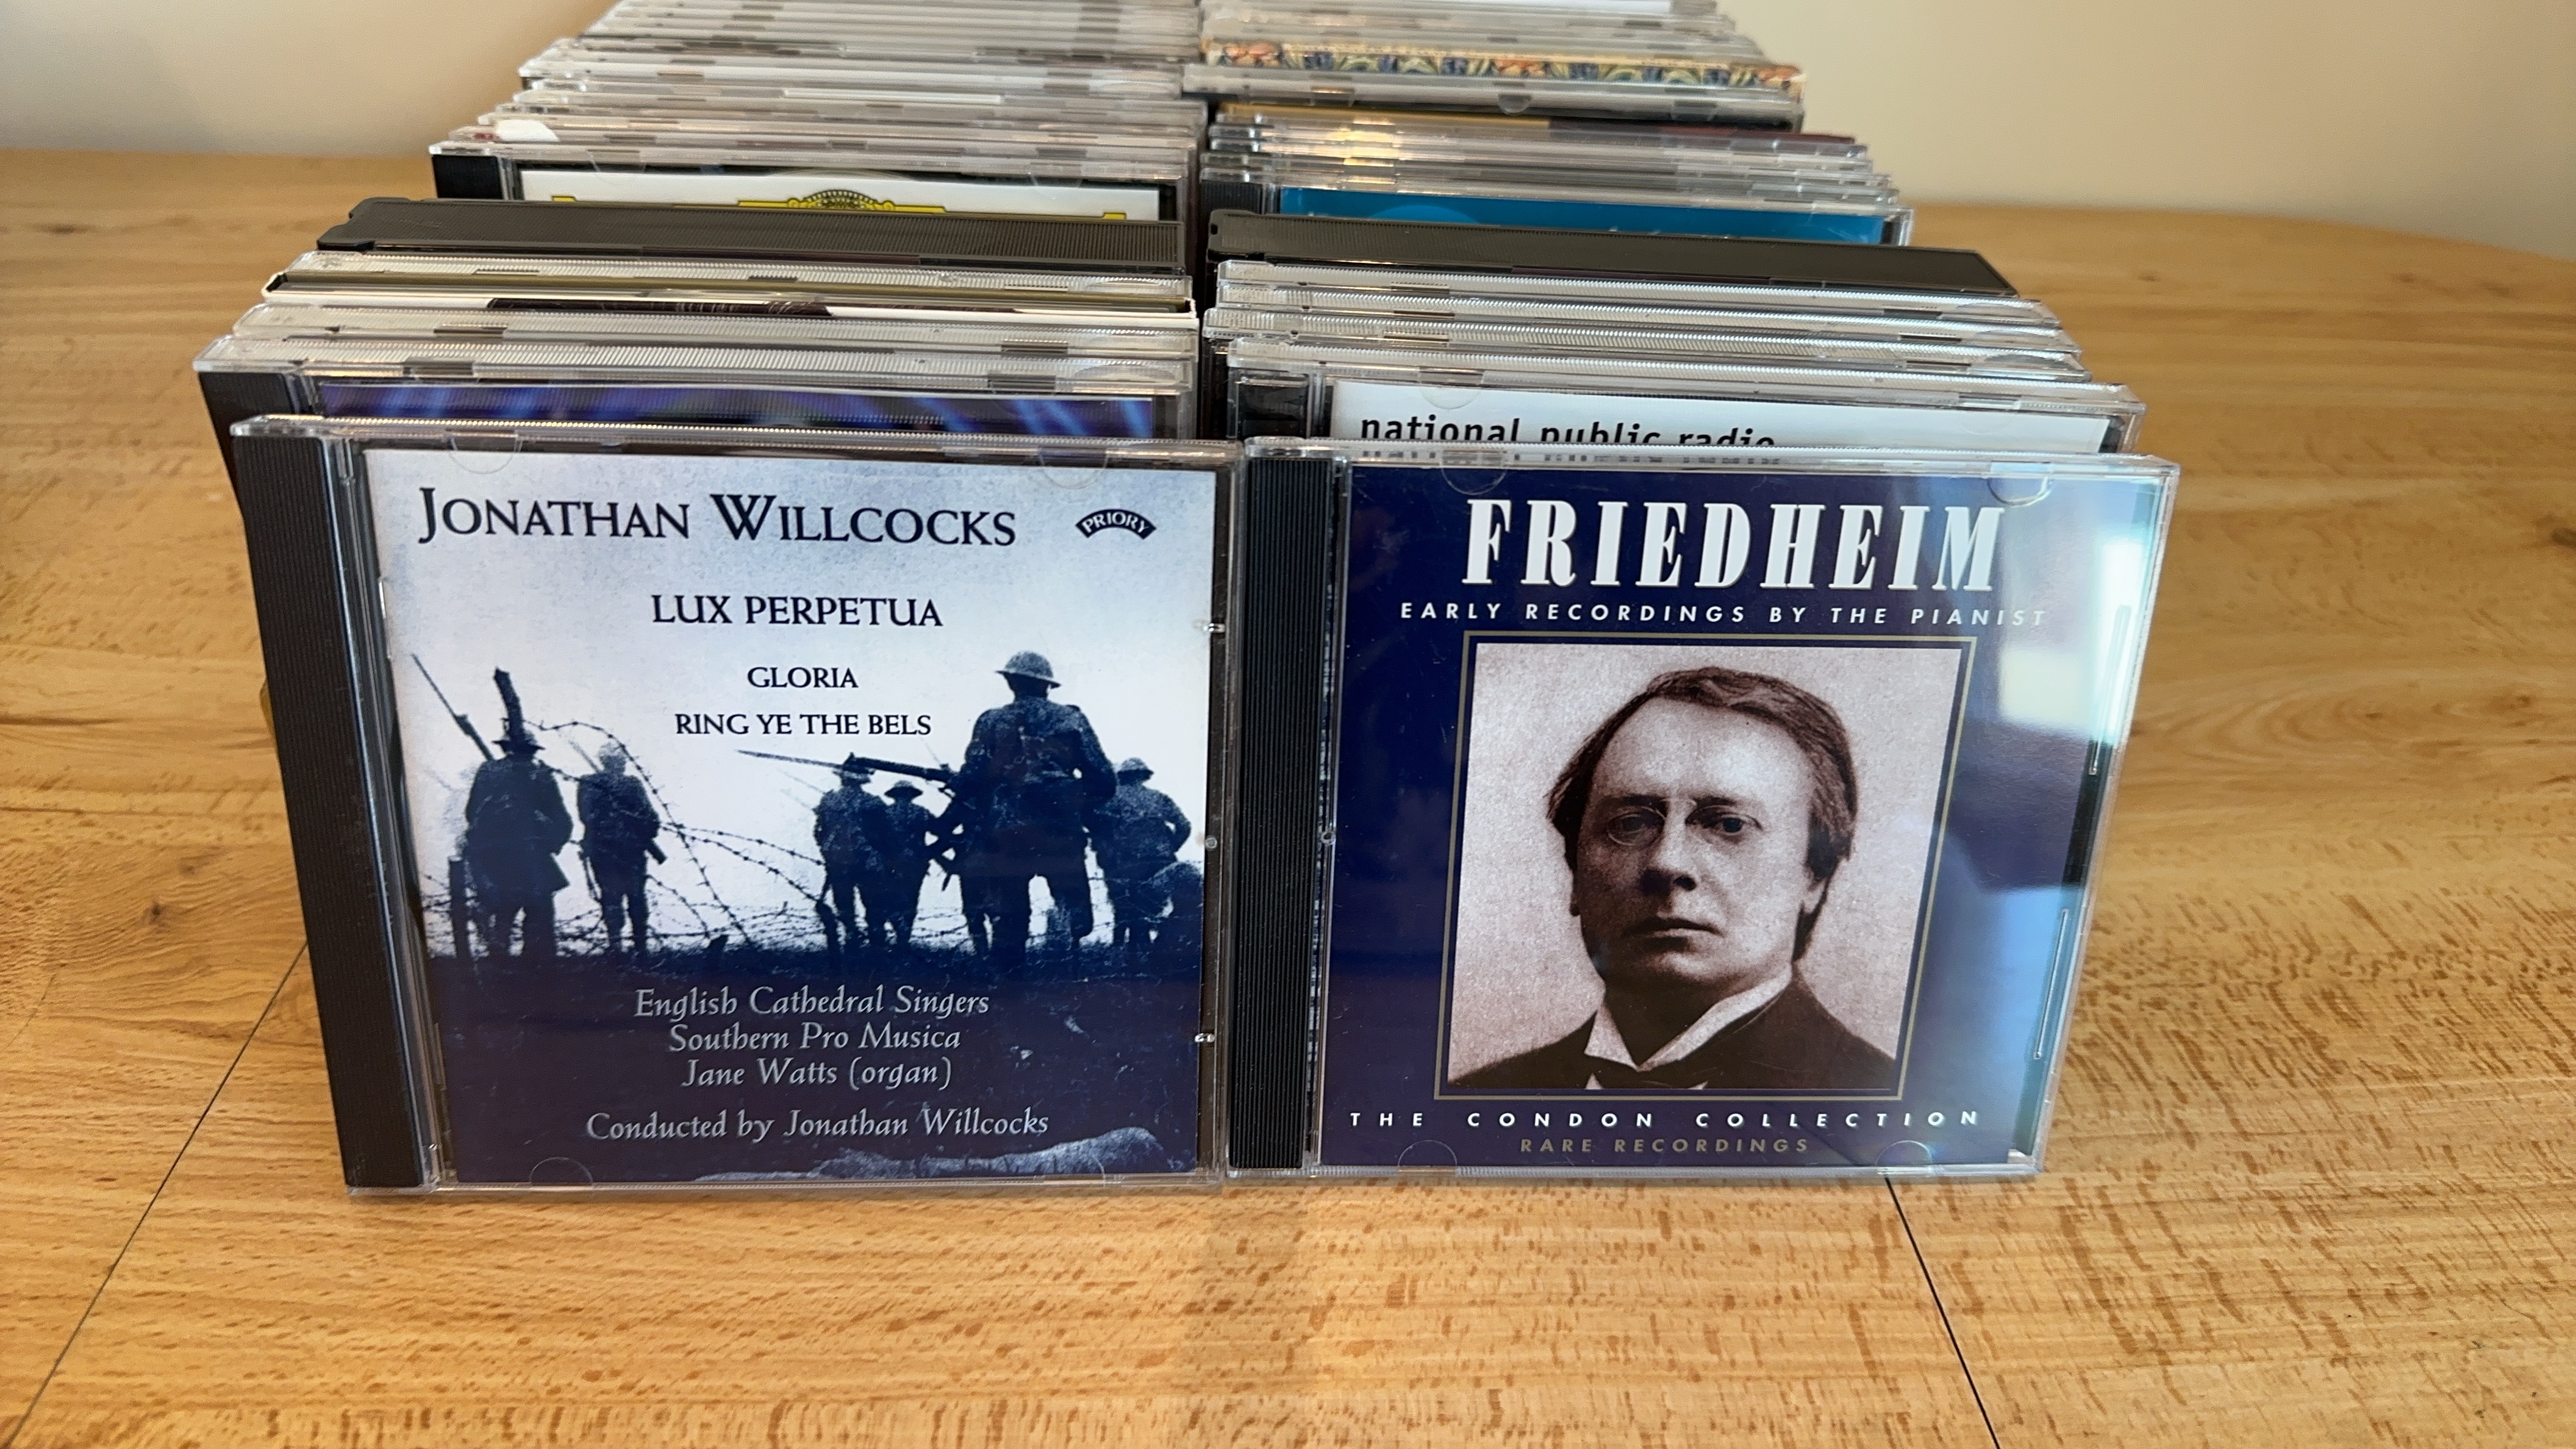 national public radio
JONATHAN WILLCOCKS
PRIORY
LUX PERPETUA
GLORIA
RING YE THE BELS
English Cathedral Singers
Southern Pro Musica
Jane Watts (organ)
Conducted by Jonathan Willcocks
FRIEDHEIM
EARLY RECORDINGS BY THE PIANIST
THE CONDON COLLECTION
RARE RECORDINGS